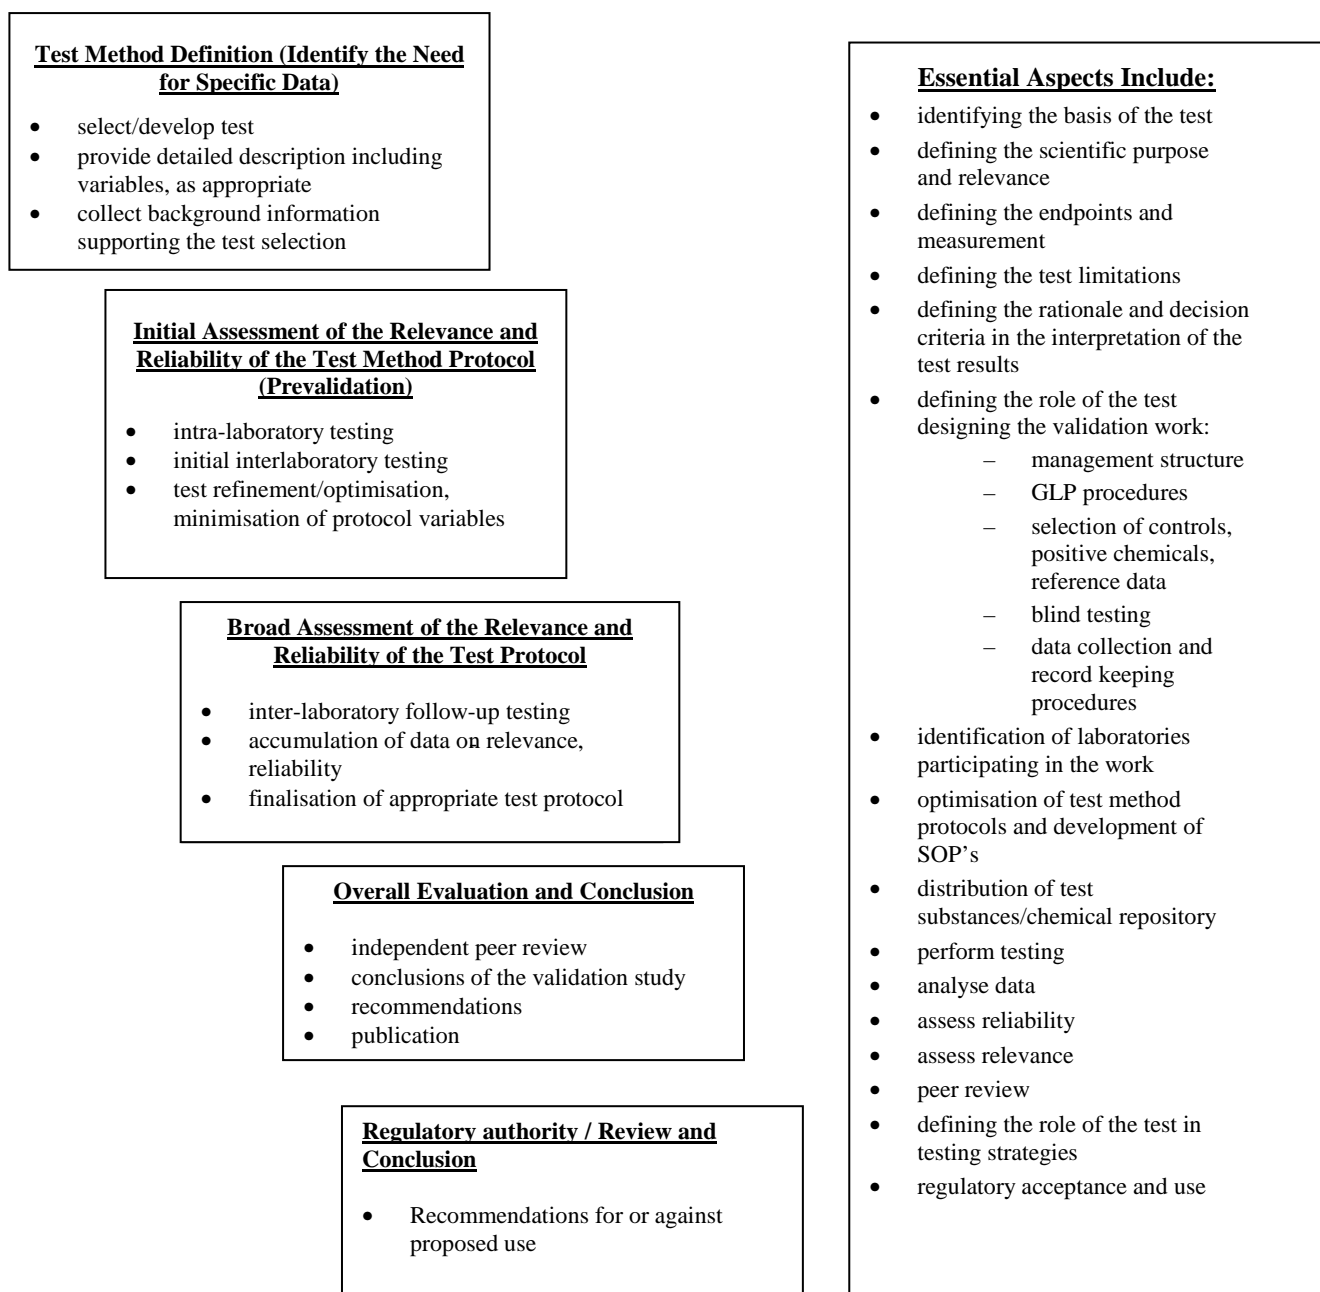 Test Method Definition (Identify the Need
for Specific Data)
• select/develop test
• provide detailed description including
variables, as appropriate
• collect background information
supporting the test selection
Initial Assessment of the Relevance and
Reliability of the Test Method Protocol
(Prevalidation)
• intra-laboratory testing
• initial interlaboratory testing
• test refinement/optimisation,
minimisation of protocol variables
Broad Assessment of the Relevance and
Reliability of the Test Protocol
• inter-laboratory follow-up testing
• accumulation of data on relevance,
reliability
• finalisation of appropriate test protocol
Overall Evaluation and Conclusion
• independent peer review
• conclusions of the validation study
• recommendations
• publication
Regulatory authority / Review and
Conclusion
• Recommendations for or against
proposed use
Essential Aspects Include:
• identifying the basis of the test
• defining the scientific purpose
and relevance
• defining the endpoints and
measurement
• defining the test limitations
• defining the rationale and decision
criteria in the interpretation of the
test results
• defining the role of the test
designing the validation work:
– management structure
– GLP procedures
– selection of controls,
positive chemicals,
reference data
– blind testing
– data collection and
record keeping
procedures
• identification of laboratories
participating in the work
• optimisation of test method
protocols and development of
SOP’s
• distribution of test
substances/chemical repository
• perform testing
• analyse data
• assess reliability
• assess relevance
• peer review
• defining the role of the test in
testing strategies
• regulatory acceptance and use